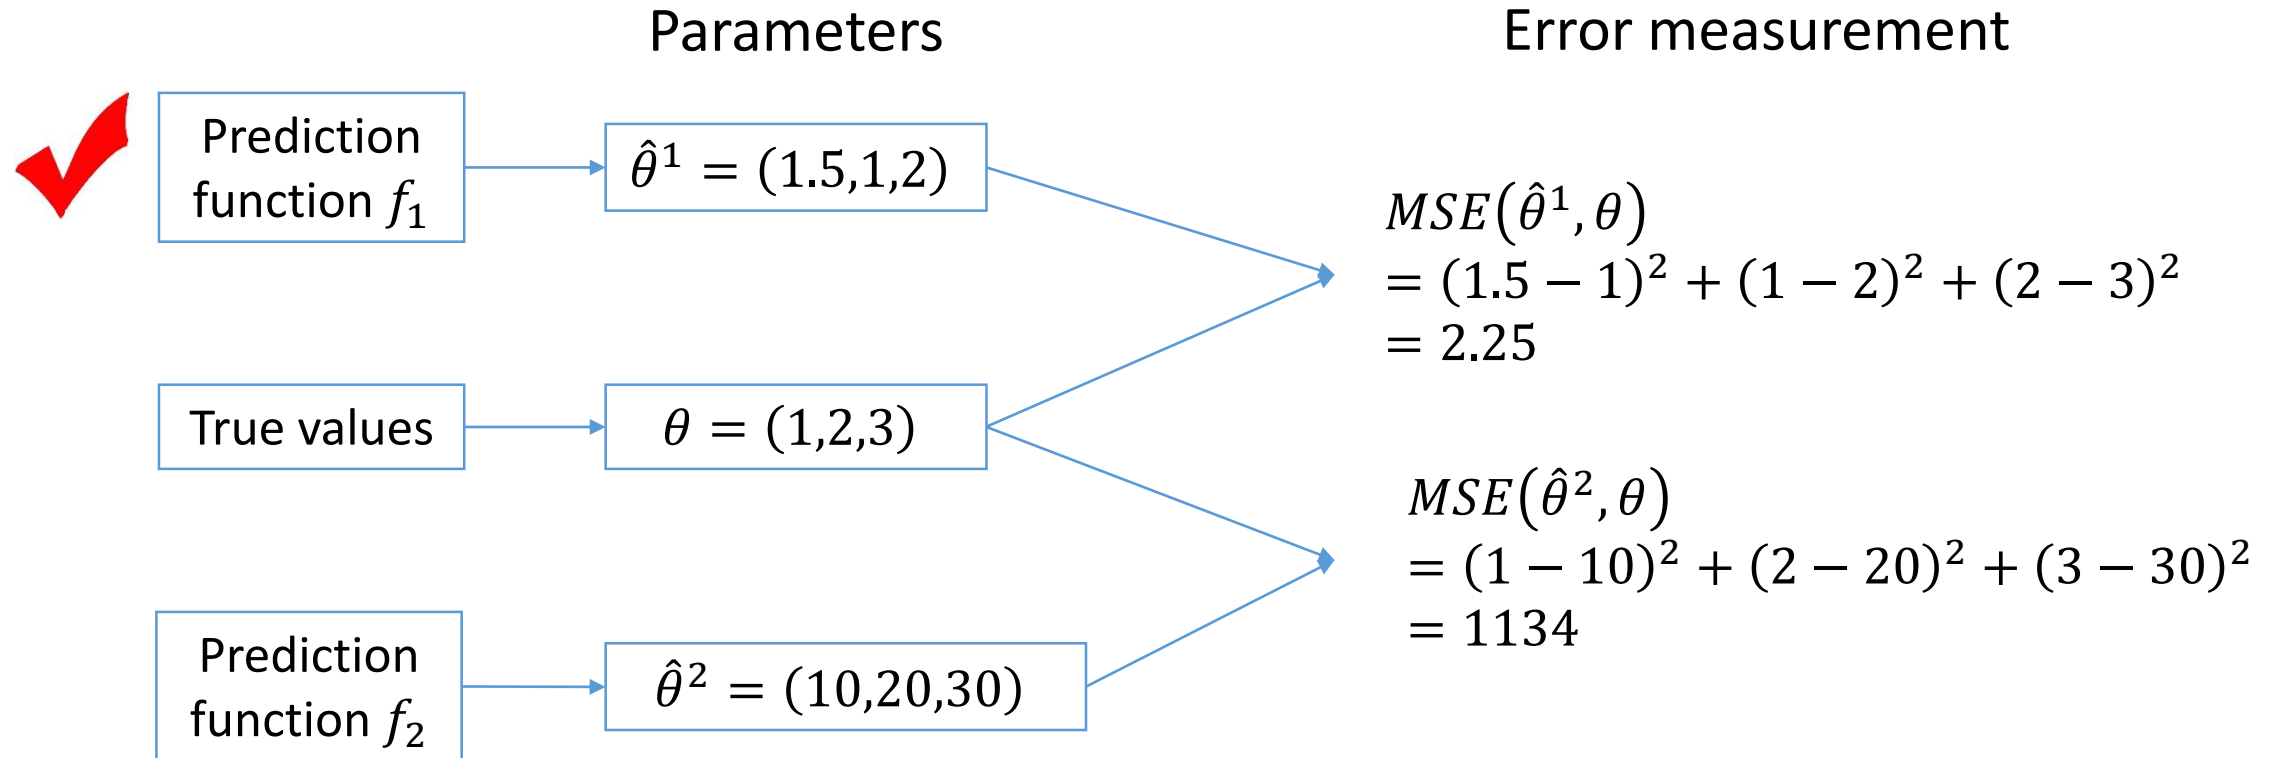 Parameters
Error measurement
Prediction
function f₁
θ̂¹ = (1.5,1,2)
MSE(θ̂¹, θ)
= (1.5 − 1)² + (1 − 2)² + (2 − 3)²
= 2.25
True values
θ = (1,2,3)
MSE(θ̂², θ)
= (1 − 10)² + (2 − 20)² + (3 − 30)²
= 1134
Prediction
function f₂
θ̂² = (10,20,30)